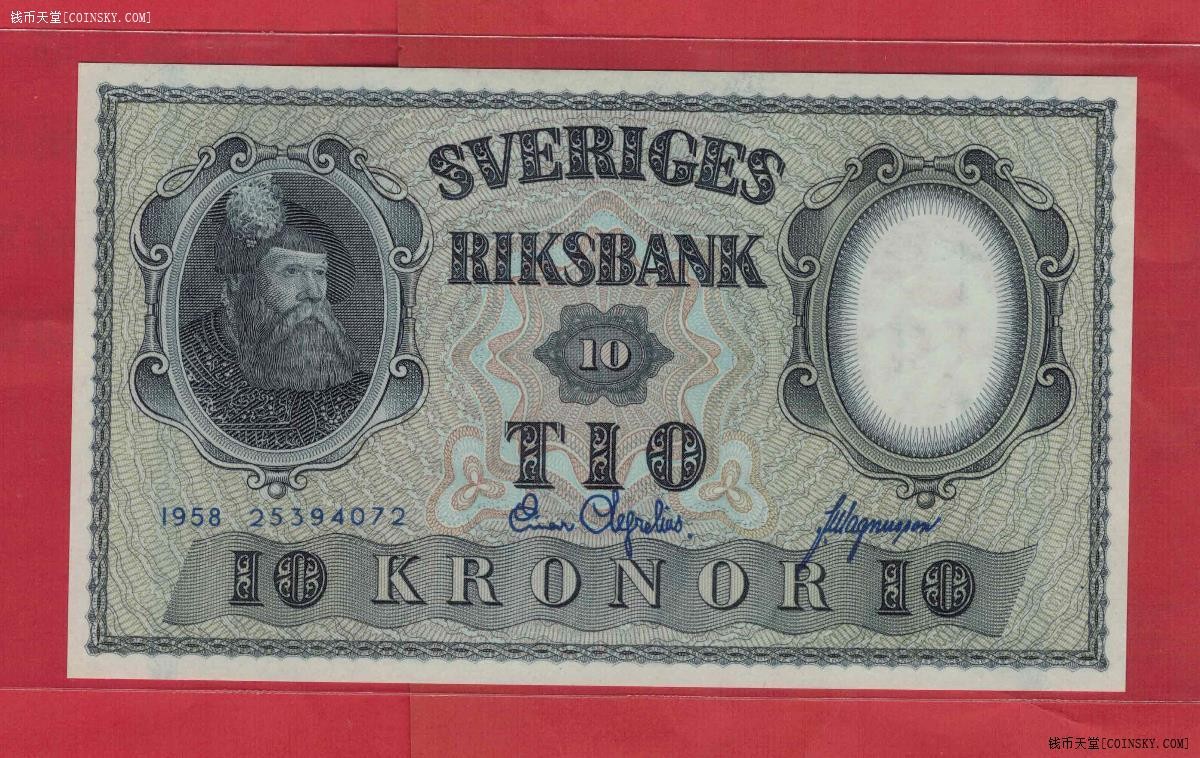 钱币天堂[COINSKY.COM]
SVERIGES
RIKSBANK
10
TIO
1958 25394072
10 KRONOR 10
钱币天堂[COINSKY.COM]